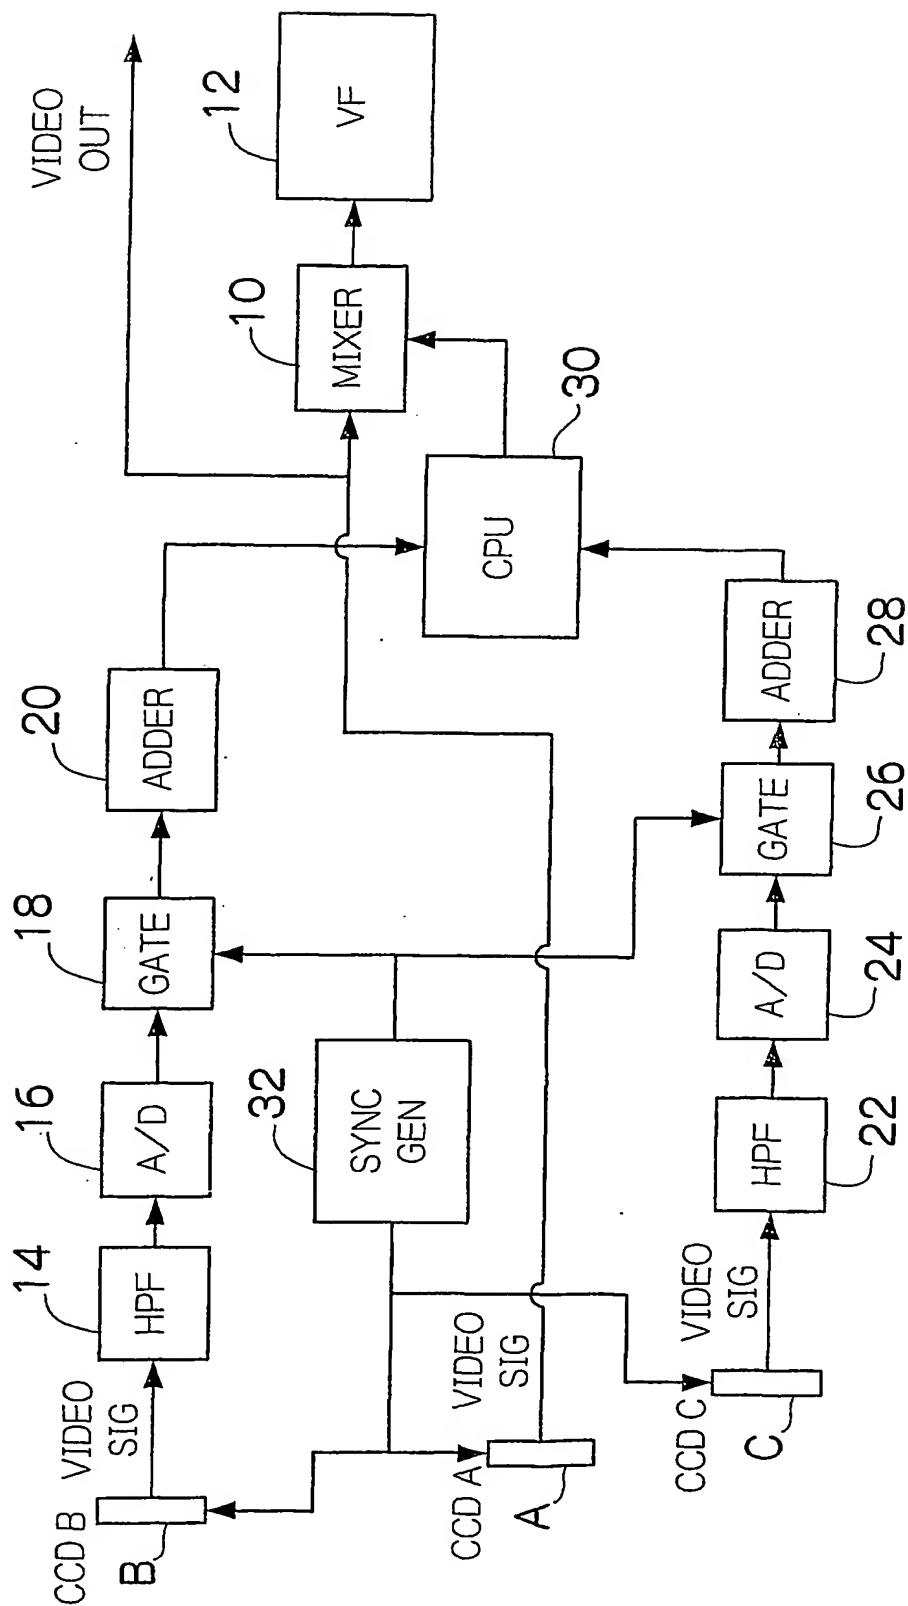 CCD B
B
VIDEO
SIG
14
HPF
16
A/D
18
GATE
20
ADDER
VIDEO
OUT
32
SYNC
GEN
CCD A
A
VIDEO
SIG
CPU
30
10
MIXER
12
VF
CCD C
C
VIDEO
SIG
HPF
22
A/D
24
GATE
26
ADDER
28